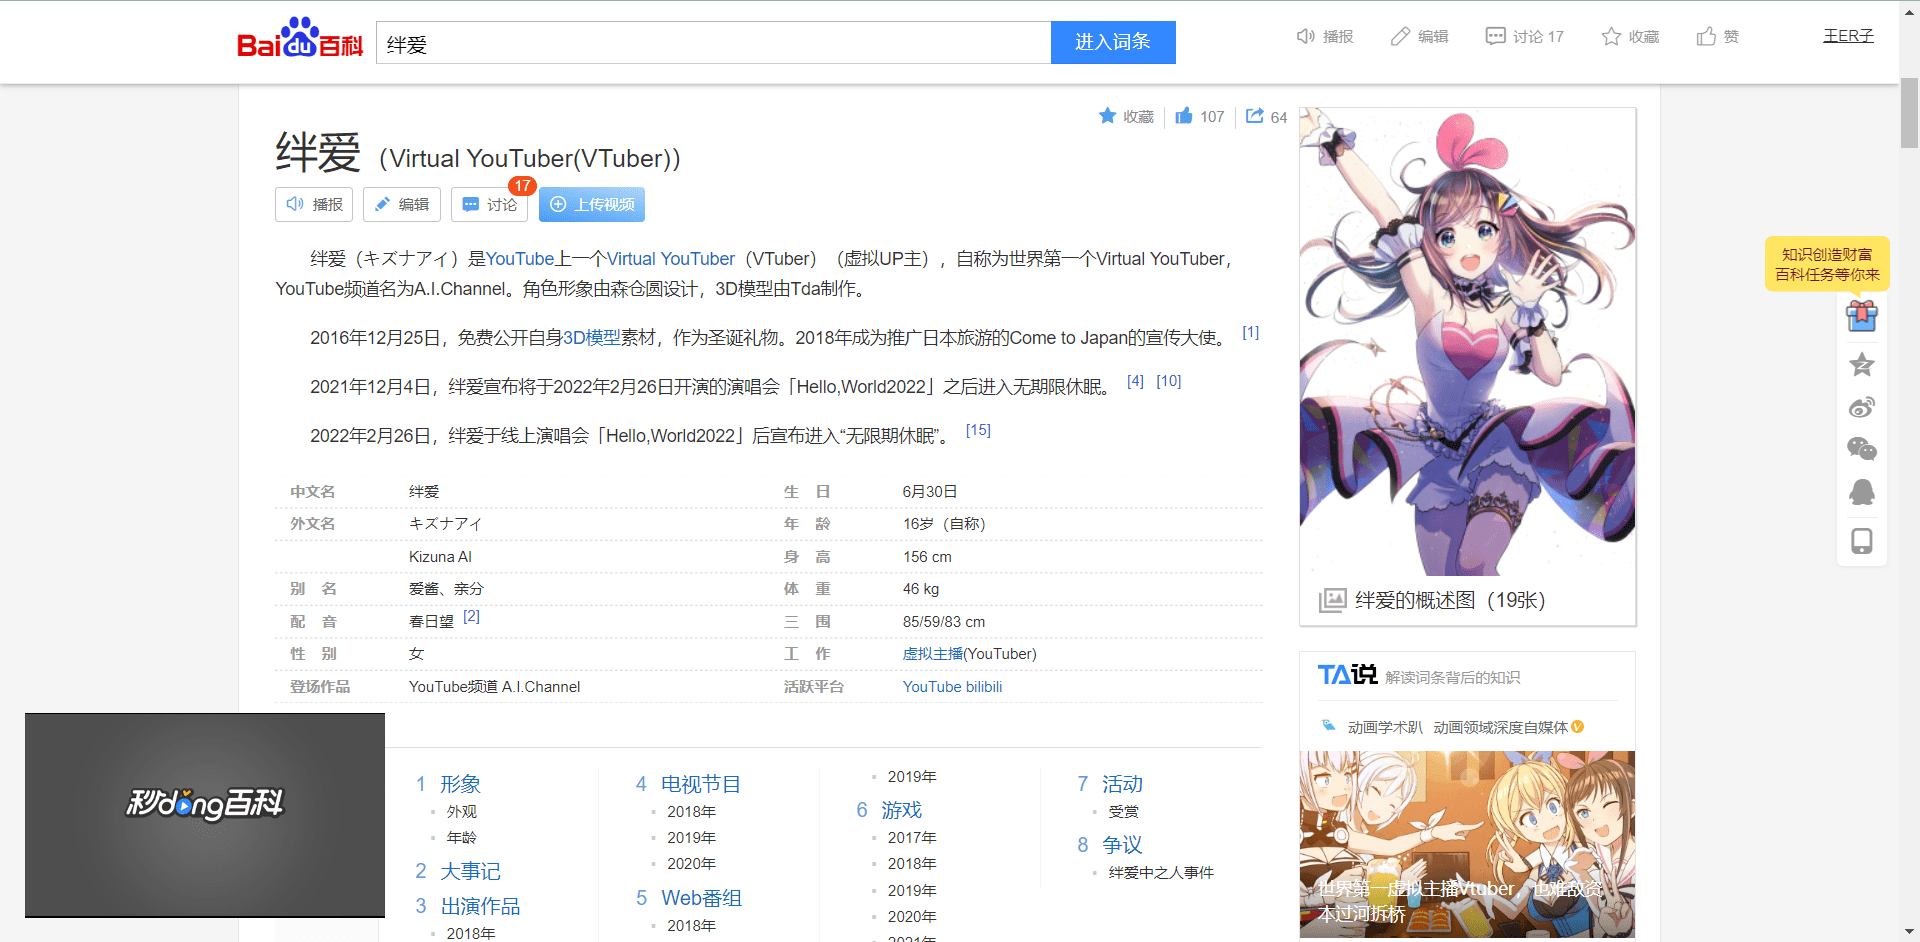 Baidu百科
绊爱
进入词条
播报
编辑
讨论 17
收藏
赞
王ER子
收藏
107
64
绊爱（Virtual YouTuber(VTuber)）
播报
编辑
讨论
17
上传视频
绊爱（キズナアイ）是YouTube上一个Virtual YouTuber（VTuber）（虚拟UP主），自称为世界第一个Virtual YouTuber，
YouTube频道名为A.I.Channel。角色形象由森仓圆设计，3D模型由Tda制作。
2016年12月25日，免费公开自身3D模型素材，作为圣诞礼物。2018年成为推广日本旅游的Come to Japan的宣传大使。 [1]
2021年12月4日，绊爱宣布将于2022年2月26日开演的演唱会「Hello,World2022」之后进入无期限休眠。 [4] [10]
2022年2月26日，绊爱于线上演唱会「Hello,World2022」后宣布进入“无限期休眠”。 [15]
中文名 绊爱
外文名 キズナアイ
Kizuna AI
别 名 爱酱、亲分
配 音 春日望 [2]
性 别 女
登场作品 YouTube频道 A.I.Channel
生 日 6月30日
年 龄 16岁（自称）
身 高 156 cm
体 重 46 kg
三 围 85/59/83 cm
工 作 虚拟主播(YouTuber)
活跃平台 YouTube bilibili
绊爱的概述图（19张）
TA说 解读词条背后的知识
动画学术趴 动画领域深度自媒体
世界第一虚拟主播Vtuber，也难敌资
本过河拆桥
知识创造财富
百科任务等你来
秒dong百科
1 形象
外观
年龄
2 大事记
3 出演作品
2018年
4 电视节目
2018年
2019年
2020年
5 Web番组
2018年
2019年
6 游戏
2017年
2018年
2019年
2020年
2021年
7 活动
受赏
8 争议
绊爱中之人事件